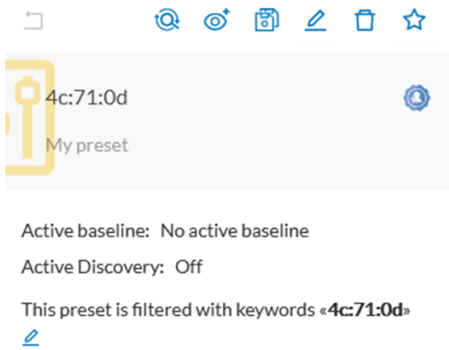 4c:71:0d
My preset
Active baseline: No active baseline
Active Discovery: Off
This preset is filtered with keywords «4c:71:0d»